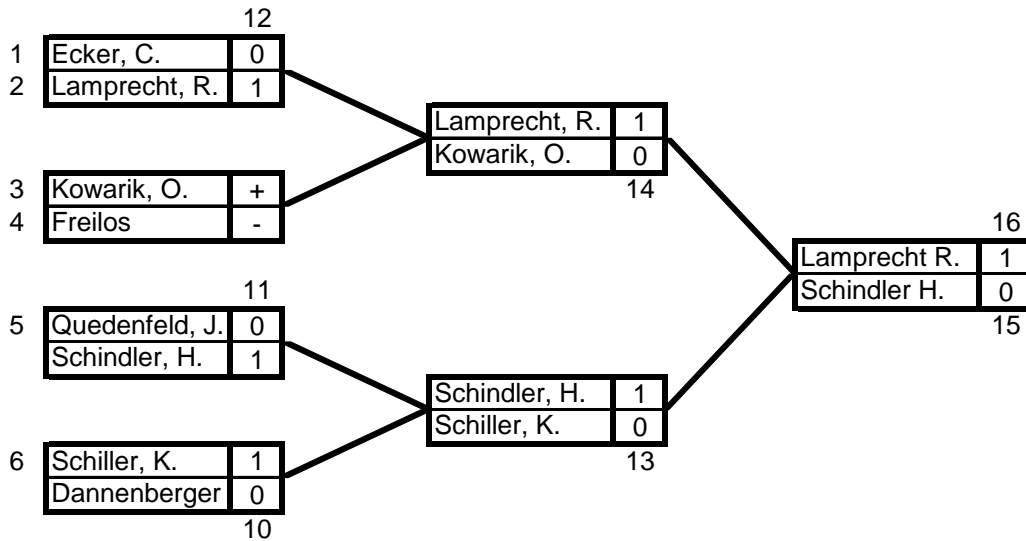 12
1 Ecker, C. 0
2 Lamprecht, R. 1
3 Kowarik, O. +
4 Freilos -
11
5 Quedenfeld, J. 0
Schindler, H. 1
6 Schiller, K. 1
Dannenberger 0
10
Lamprecht, R. 1
Kowarik, O. 0
14
Schindler, H. 1
Schiller, K. 0
13
16
Lamprecht R. 1
Schindler H. 0
15